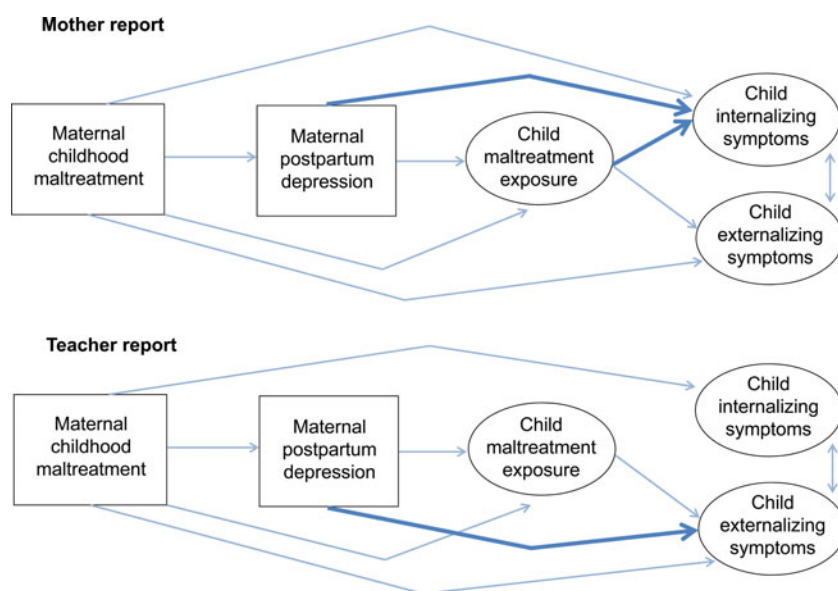 Mother report
Maternal
childhood
maltreatment
Maternal
postpartum
depression
Child
maltreatment
exposure
Child
internalizing
symptoms
Child
externalizing
symptoms
Teacher report
Maternal
childhood
maltreatment
Maternal
postpartum
depression
Child
maltreatment
exposure
Child
internalizing
symptoms
Child
externalizing
symptoms